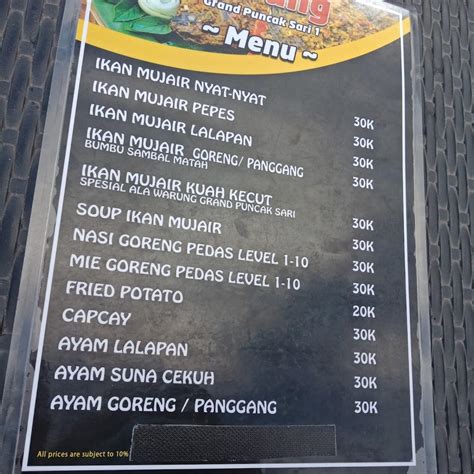 Grand Puncak Sari 1
~ Menu ~
IKAN MUJAIR NYAT-NYAT
IKAN MUJAIR PEPES 30K
IKAN MUJAIR LALAPAN 30K
IKAN MUJAIR GORENG/ PANGGANG 30K
BUMBU SAMBAL MATAH
IKAN MUJAIR KUAH KECUT 30K
SPESIAL ALA WARUNG GRAND PUNCAK SARI
SOUP IKAN MUJAIR 30K
NASI GORENG PEDAS LEVEL 1-10 30K
MIE GORENG PEDAS LEVEL 1-10 30K
FRIED POTATO 20K
CAPCAY 30K
AYAM LALAPAN 30K
AYAM SUNA CEKUH 30K
AYAM GORENG / PANGGANG 30K
All prices are subject to 10%